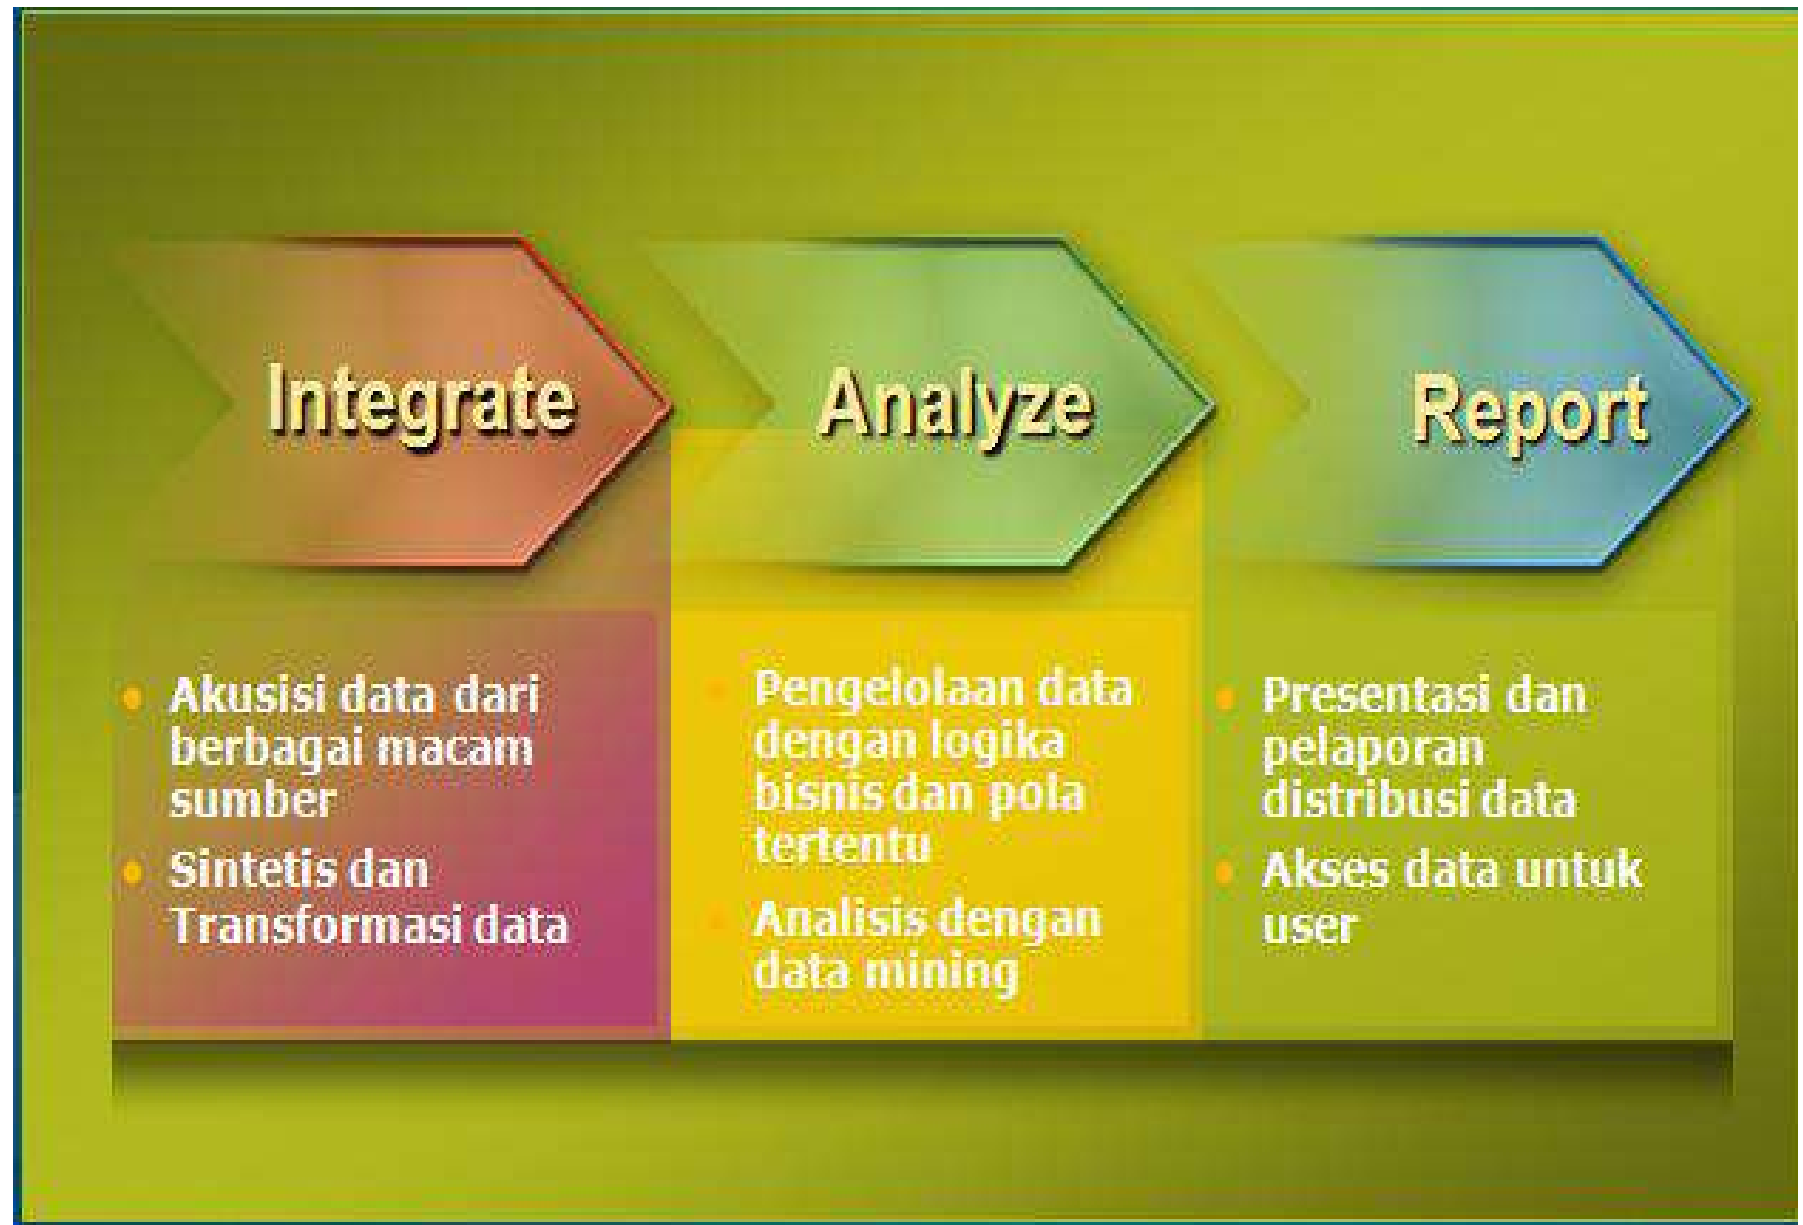 Integrate
Analyze
Report
• Akusisi data dari
berbagai macam
sumber
• Sintetis dan
Transformasi data
• Pengelolaan data
dengan logika
bisnis dan pola
tertentu
• Analisis dengan
data mining
• Presentasi dan
pelaporan
distribusi data
• Akses data untuk
user